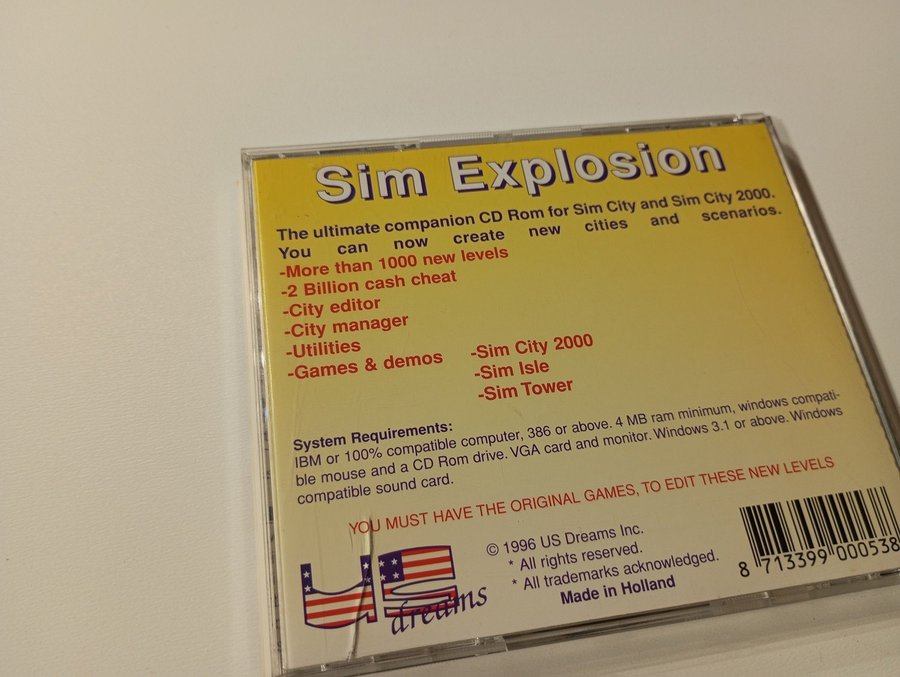 Sim Explosion
The ultimate companion CD Rom for Sim City and Sim City 2000.
You can now create new cities and scenarios.
-More than 1000 new levels
-2 Billion cash cheat
-City editor
-City manager
-Utilities
-Games & demos
-Sim City 2000
-Sim Isle
-Sim Tower
System Requirements:
IBM or 100% compatible computer, 386 or above. 4 MB ram minimum, windows compati-
ble mouse and a CD Rom drive. VGA card and monitor. Windows 3.1 or above. Windows
compatible sound card.
YOU MUST HAVE THE ORIGINAL GAMES, TO EDIT THESE NEW LEVELS
US
dreams
© 1996 US Dreams Inc.
* All rights reserved.
* All trademarks acknowledged.
Made in Holland
8 713399 000538